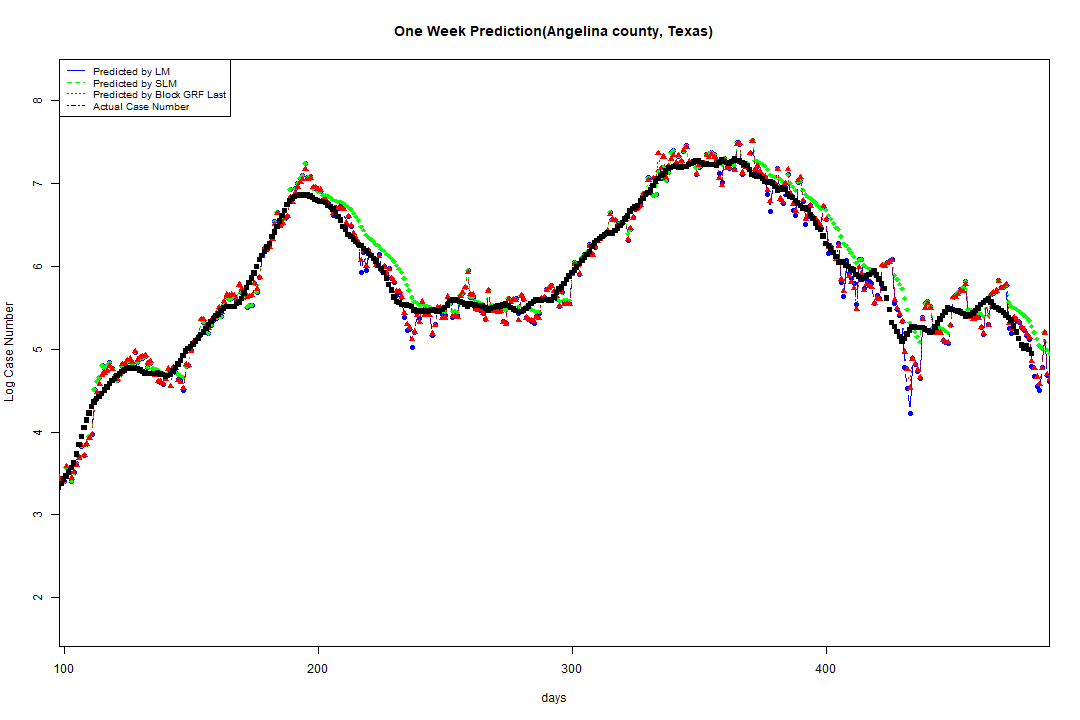 One Week Prediction(Angelina county, Texas)
Predicted by LM
Predicted by SLM
Predicted by Block GRF Last
Actual Case Number
8
7
6
5
4
3
2
Log Case Number
100 200 300 400
days